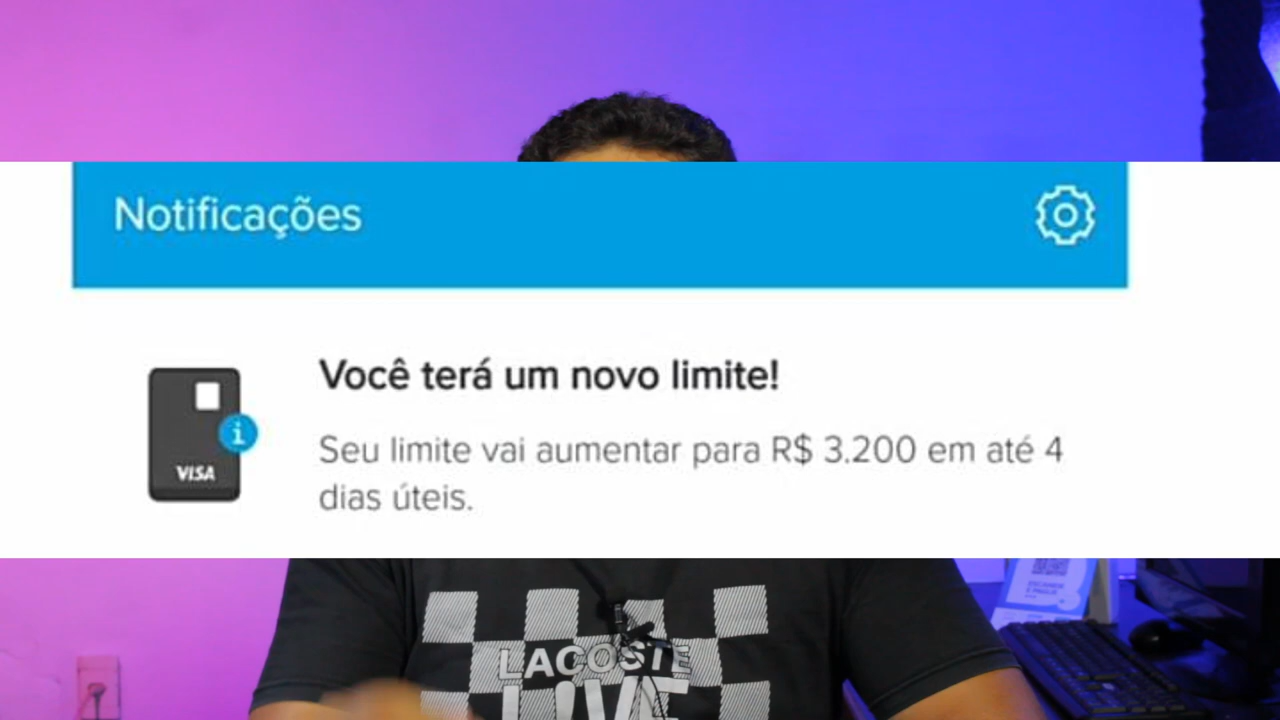 Notificações
Você terá um novo limite!
Seu limite vai aumentar para R$ 3.200 em até 4
dias úteis.
i
VISA
LACOSTE
LIVE